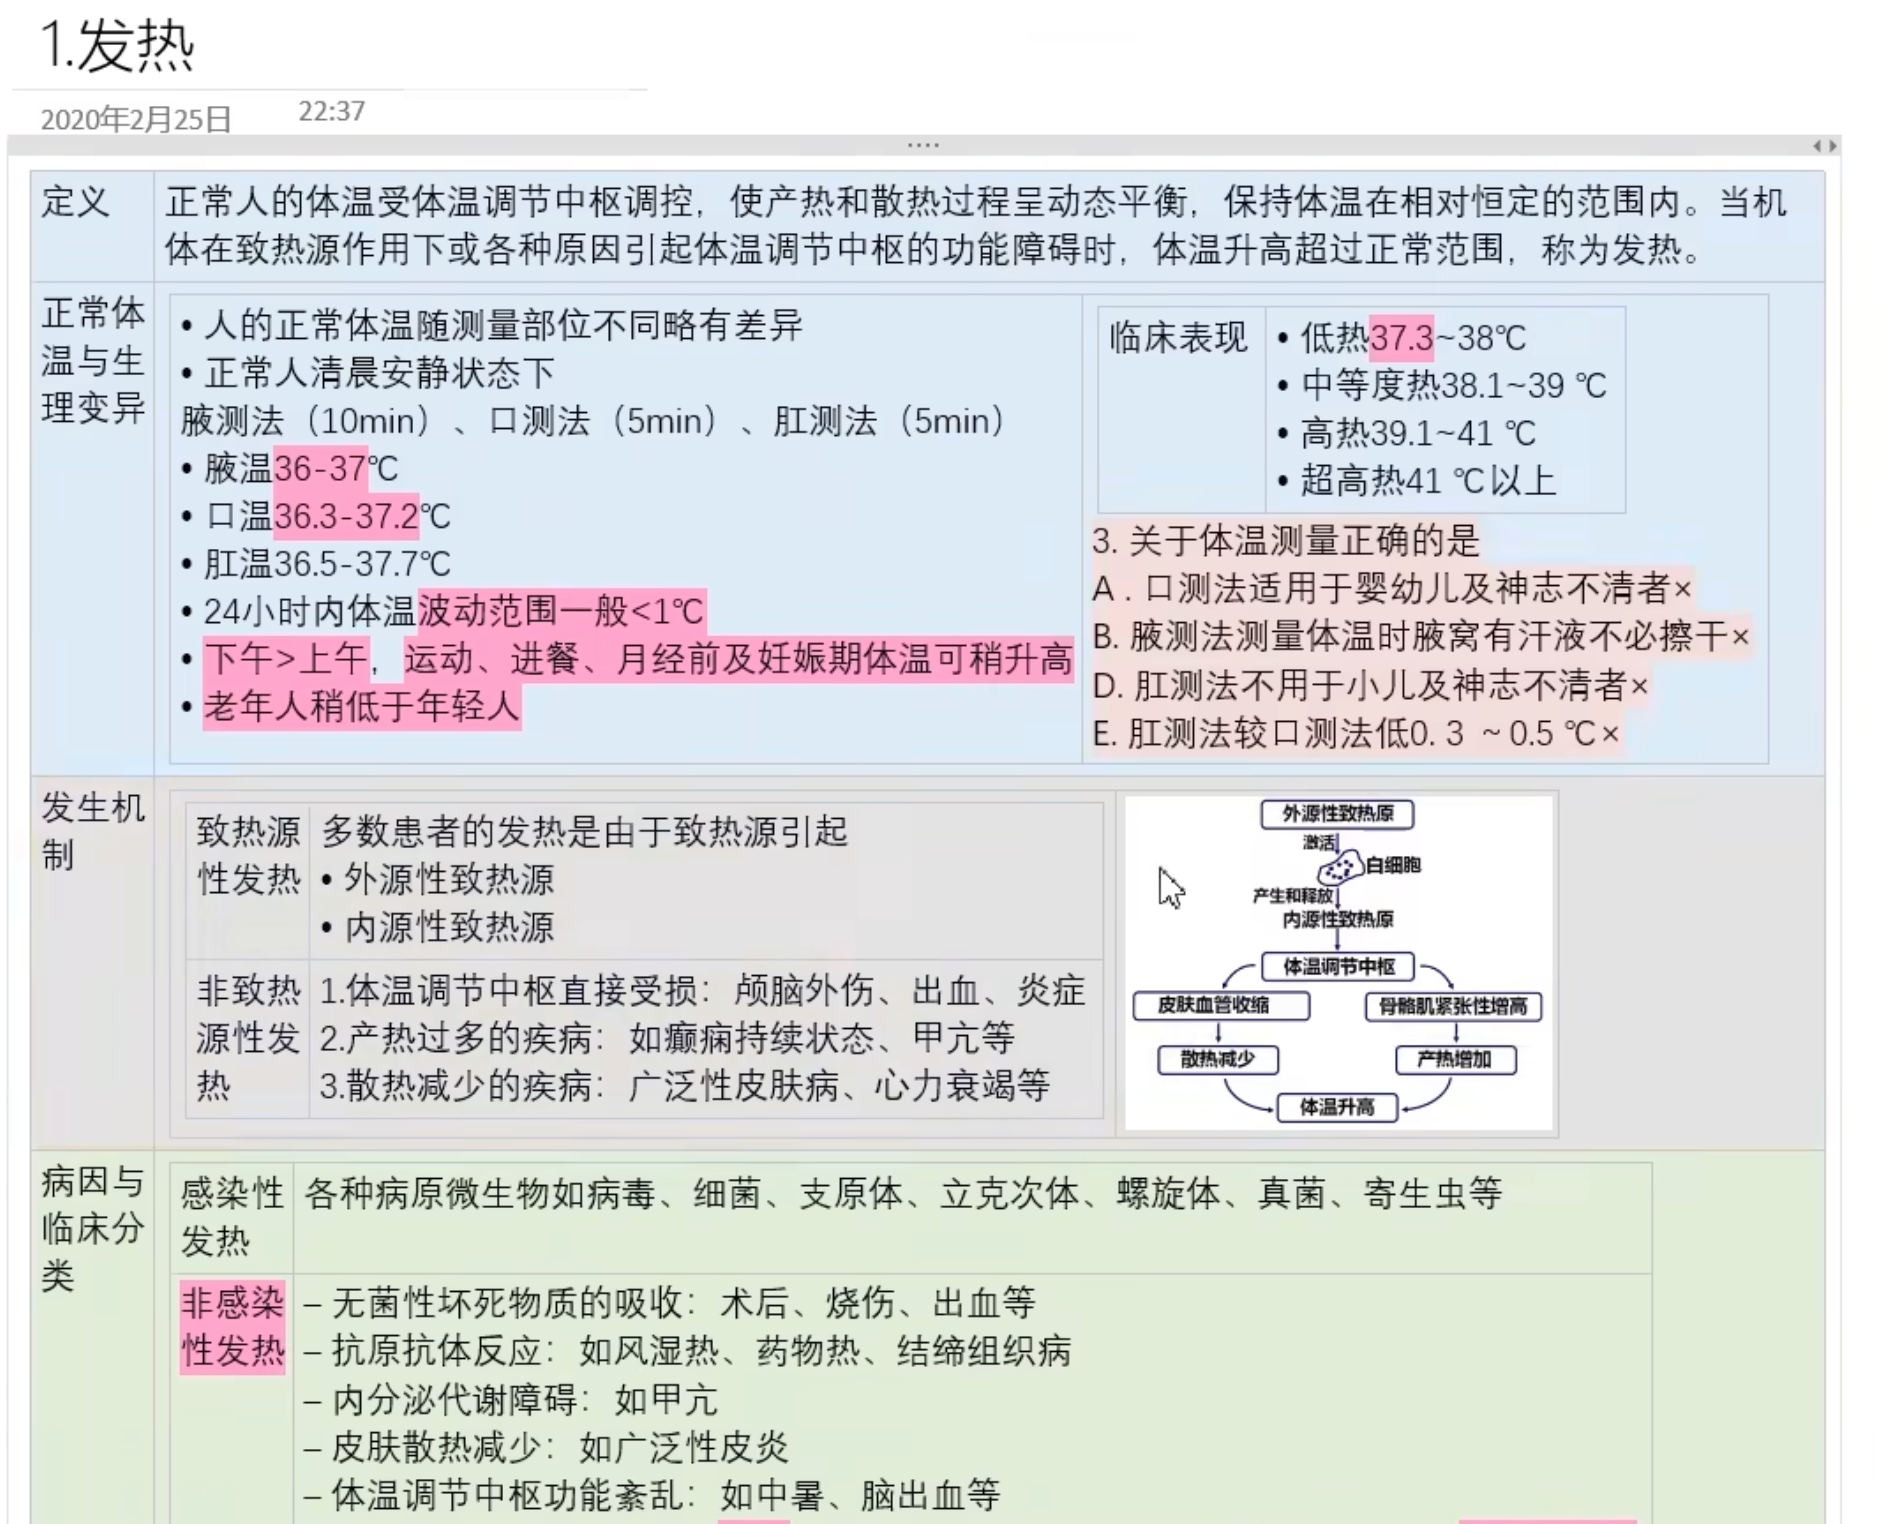 1.发热
2020年2月25日 22:37
定义
正常人的体温受体温调节中枢调控，使产热和散热过程呈动态平衡，保持体温在相对恒定的范围内。当机
体在致热源作用下或各种原因引起体温调节中枢的功能障碍时，体温升高超过正常范围，称为发热。
正常体
温与生
理变异
• 人的正常体温随测量部位不同略有差异
• 正常人清晨安静状态下
腋测法（10min）、口测法（5min）、肛测法（5min）
• 腋温36-37℃
• 口温36.3-37.2℃
• 肛温36.5-37.7℃
• 24小时内体温波动范围一般<1℃
• 下午>上午，运动、进餐、月经前及妊娠期体温可稍升高
• 老年人稍低于年轻人
临床表现
• 低热37.3~38℃
• 中等度热38.1~39 ℃
• 高热39.1~41 ℃
• 超高热41 ℃以上
3. 关于体温测量正确的是
A . 口测法适用于婴幼儿及神志不清者×
B. 腋测法测量体温时腋窝有汗液不必擦干×
D. 肛测法不用于小儿及神志不清者×
E. 肛测法较口测法低0. 3 ~ 0.5 ℃×
发生机
制
致热源
性发热
多数患者的发热是由于致热源引起
• 外源性致热源
• 内源性致热源
非致热
源性发
热
1.体温调节中枢直接受损：颅脑外伤、出血、炎症
2.产热过多的疾病：如癫痫持续状态、甲亢等
3.散热减少的疾病：广泛性皮肤病、心力衰竭等
外源性致热原
激活
白细胞
产生和释放
内源性致热原
体温调节中枢
皮肤血管收缩
骨骼肌紧张性增高
散热减少
产热增加
体温升高
病因与
临床分
类
感染性
发热
各种病原微生物如病毒、细菌、支原体、立克次体、螺旋体、真菌、寄生虫等
非感染
性发热
– 无菌性坏死物质的吸收：术后、烧伤、出血等
– 抗原抗体反应：如风湿热、药物热、结缔组织病
– 内分泌代谢障碍：如甲亢
– 皮肤散热减少：如广泛性皮炎
– 体温调节中枢功能紊乱：如中暑、脑出血等